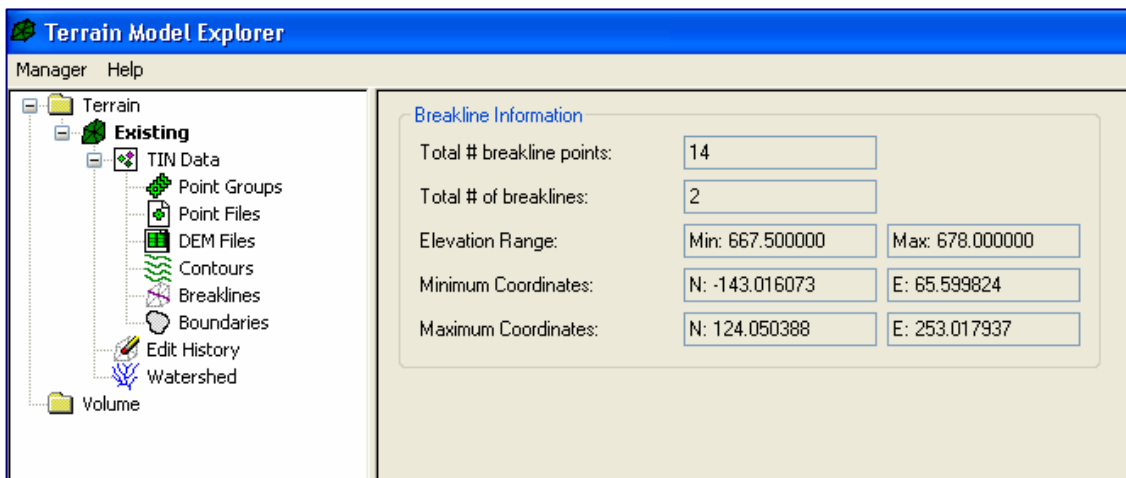 Terrain Model Explorer
Manager Help
Terrain
Existing
TIN Data
Point Groups
Point Files
DEM Files
Contours
Breaklines
Boundaries
Edit History
Watershed
Volume
Breakline Information
Total # breakline points: 14
Total # of breaklines: 2
Elevation Range: Min: 667.500000 Max: 678.000000
Minimum Coordinates: N: -143.016073 E: 65.599824
Maximum Coordinates: N: 124.050388 E: 253.017937